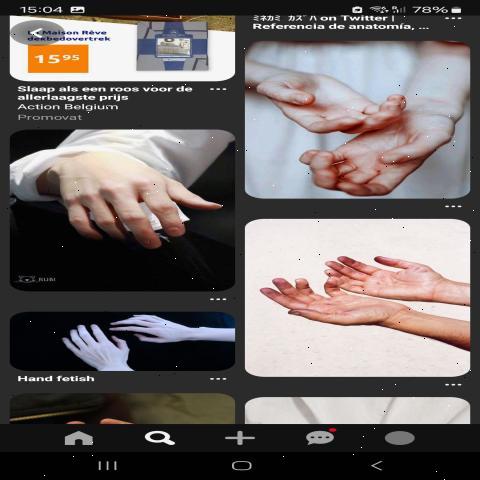 15:04
78%
La Maison Rêve
dekbedovertrek
15 95
Slaap als een roos voor de
allerlaagste prijs
Action Belgium
Promovat
ミネカミ カズハ on Twitter |
Referencia de anatomía, ...
RUBI
Hand fetish